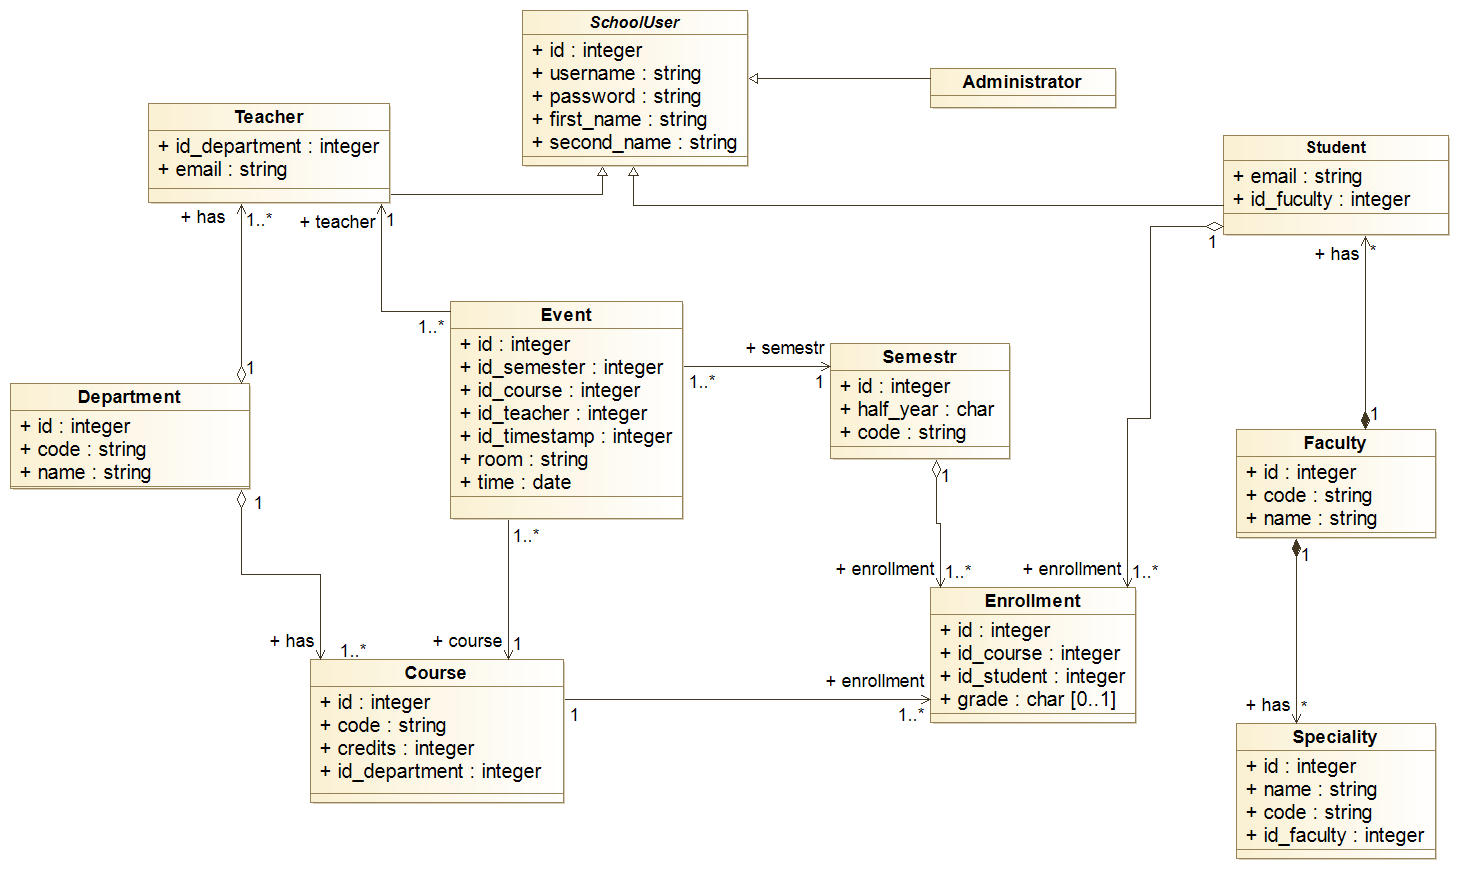 SchoolUser
+ id : integer
+ username : string
+ password : string
+ first_name : string
+ second_name : string
Administrator
Teacher
+ id_department : integer
+ email : string
Student
+ email : string
+ id_fuculty : integer
+ has
1..*
+ teacher
1
1
+ has
*
Event
+ id : integer
+ id_semester : integer
+ id_course : integer
+ id_teacher : integer
+ id_timestamp : integer
+ room : string
+ time : date
1..*
+ semestr
1..*
1
Semestr
+ id : integer
+ half_year : char
+ code : string
1
Department
+ id : integer
+ code : string
+ name : string
1
1
Faculty
+ id : integer
+ code : string
+ name : string
1
1
1..*
+ enrollment
1..*
+ enrollment
1..*
Enrollment
+ id : integer
+ id_course : integer
+ id_student : integer
+ grade : char [0..1]
+ has
1..*
+ course
1
Course
+ id : integer
+ code : string
+ credits : integer
+ id_department : integer
1
+ enrollment
1..*
+ has
*
Speciality
+ id : integer
+ name : string
+ code : string
+ id_faculty : integer